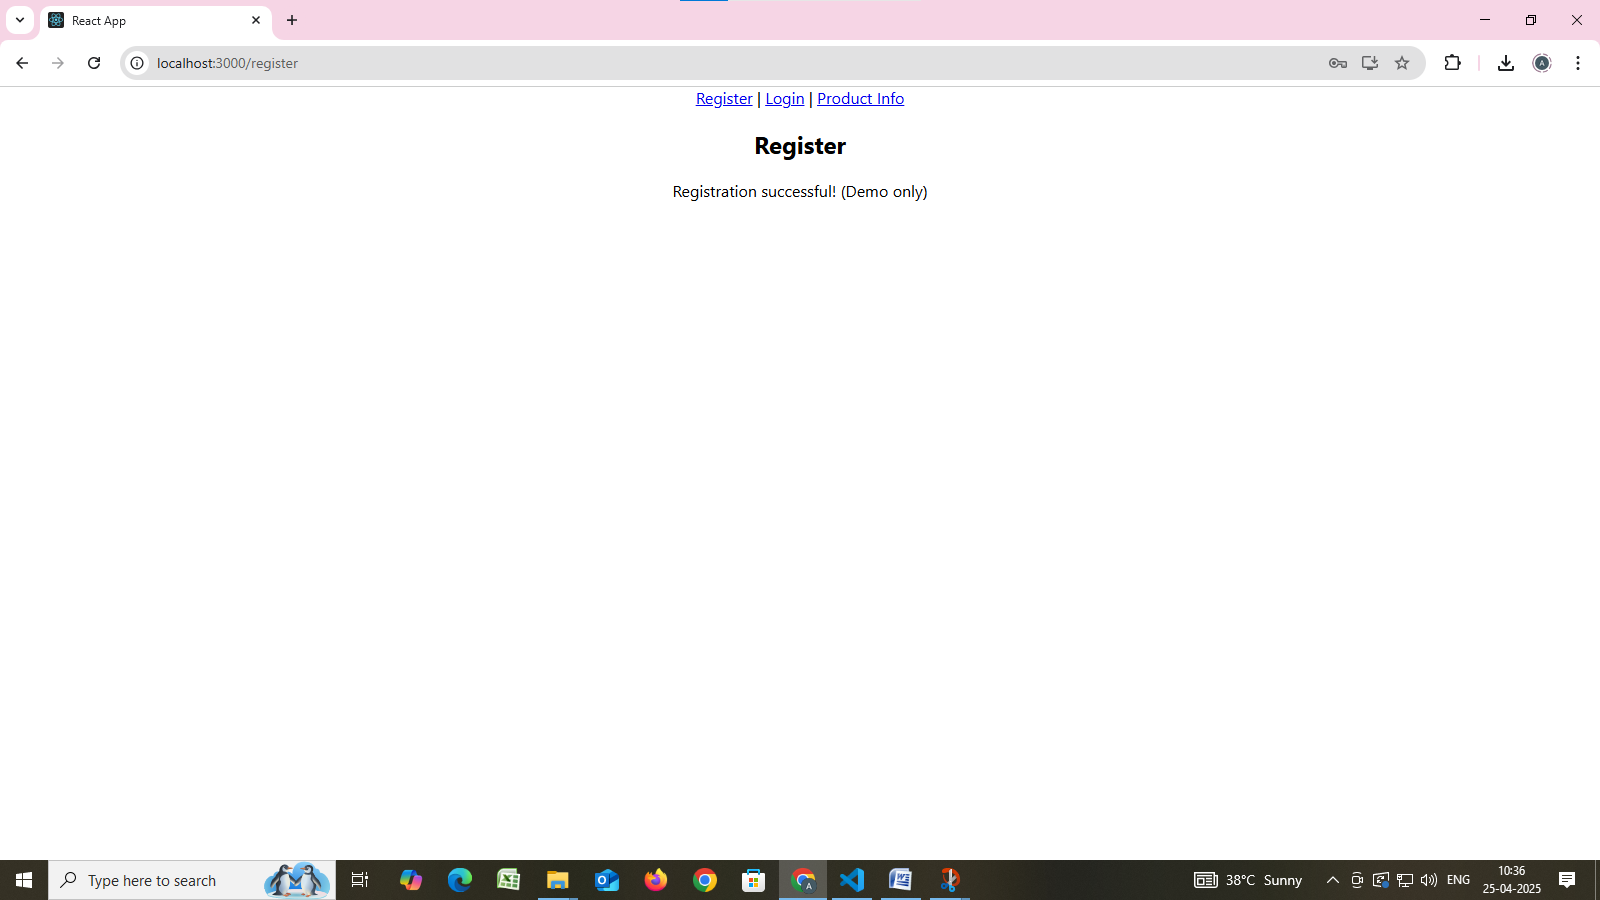 React App
localhost:3000/register
Register | Login | Product Info
Register
Registration successful! (Demo only)
Type here to search
38°C Sunny
ENG
10:36
25-04-2025